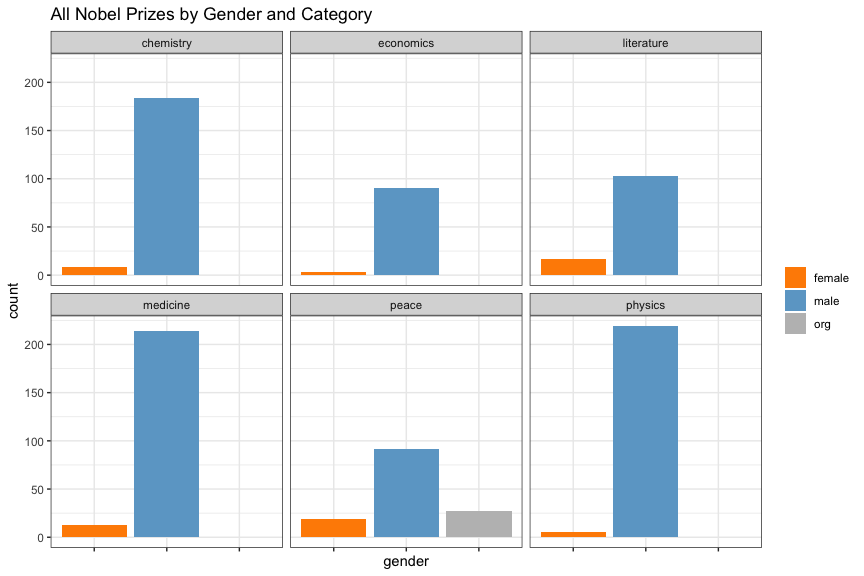 All Nobel Prizes by Gender and Category
chemistry
economics
literature
200
150
100
50
0
medicine
peace
physics
200
150
100
50
0
count
gender
female
male
org